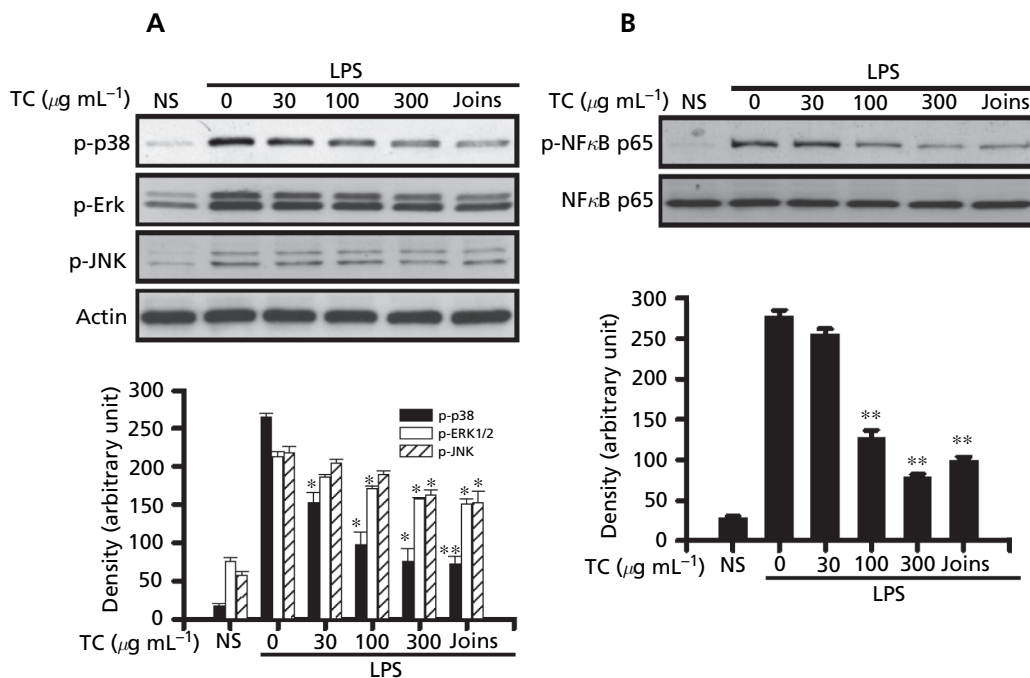 A
LPS
TC (μg mL⁻¹) NS 0 30 100 300 Joins
p-p38
p-Erk
p-JNK
Actin
300
250
200
150
100
50
0
Density (arbitrary unit)
p-p38
p-ERK1/2
p-JNK
* * * * * * * ** * *
TC (μg mL⁻¹) NS 0 30 100 300 Joins
LPS
B
LPS
TC (μg mL⁻¹) NS 0 30 100 300 Joins
p-NFκB p65
NFκB p65
300
250
150
100
50
0
Density (arbitrary unit)
** ** **
TC (μg mL⁻¹) NS 0 30 100 300 Joins
LPS